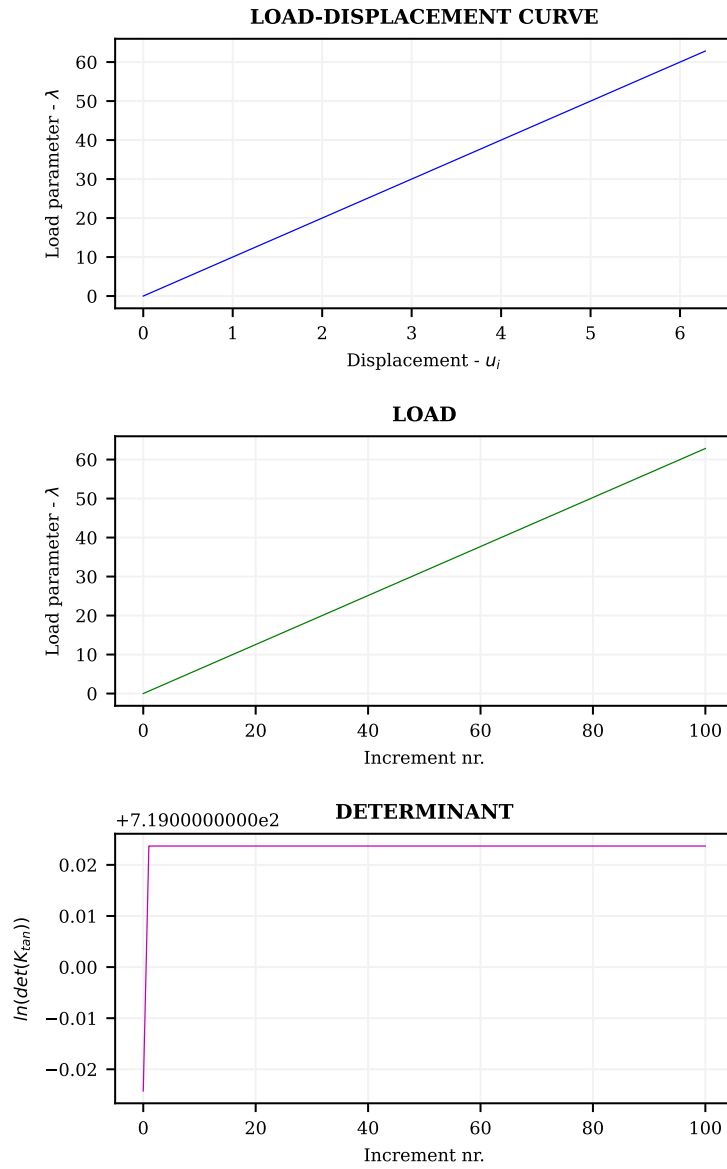 LOAD-DISPLACEMENT CURVE
Load parameter - λ
60
50
40
30
20
10
0
0 1 2 3 4 5 6
Displacement - u_i
LOAD
Load parameter - λ
60
50
40
30
20
10
0
0 20 40 60 80 100
Increment nr.
+7.1900000000e2 DETERMINANT
ln(det(K_tan))
0.02
0.01
0.00
−0.01
−0.02
0 20 40 60 80 100
Increment nr.